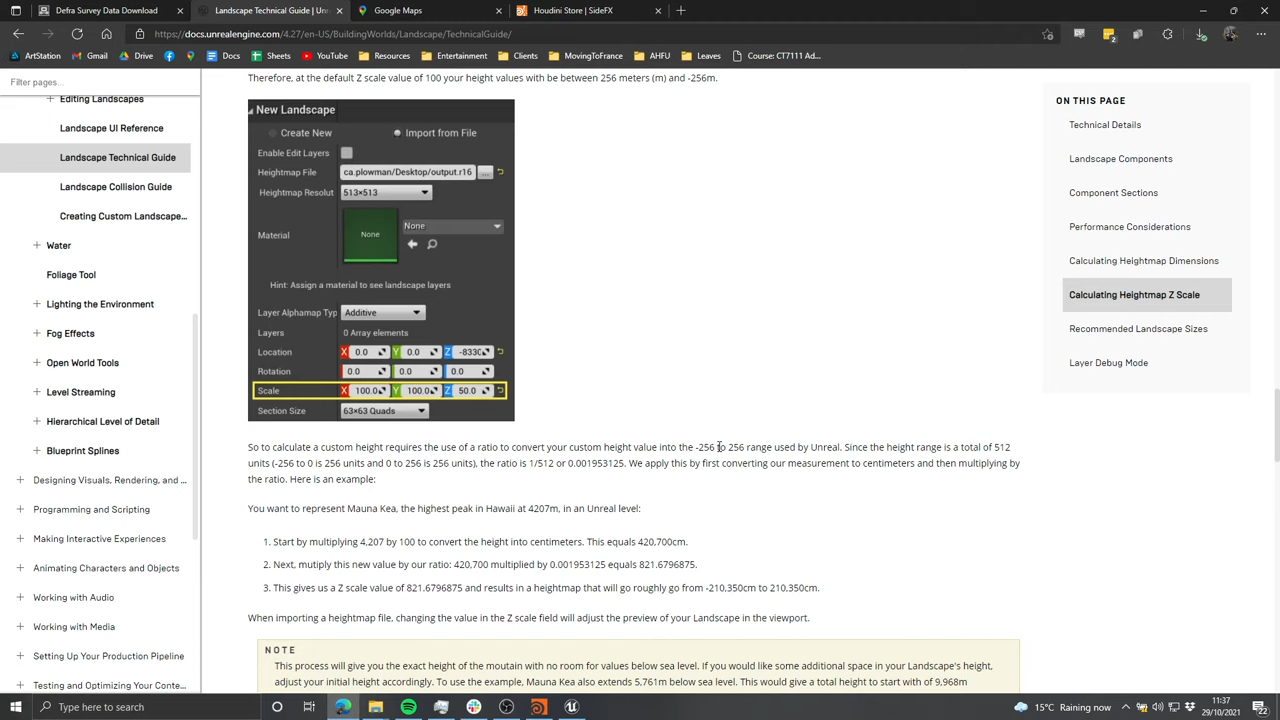 Defra Survey Data Download
Landscape Technical Guide | Unr
Google Maps
Houdini Store | SideFX
https://docs.unrealengine.com/4.27/en-US/BuildingWorlds/Landscape/TechnicalGuide/
ArtStation
Gmail
Drive
Docs
Sheets
YouTube
Resources
Entertainment
Clients
MovingToFrance
AHFU
Leaves
Course: CT7111 Ad...
Filter pages...
Editing Landscapes
Landscape UI Reference
Landscape Technical Guide
Landscape Collision Guide
Creating Custom Landscape...
Water
Foliage Tool
Lighting the Environment
Fog Effects
Open World Tools
Level Streaming
Hierarchical Level of Detail
Blueprint Splines
Designing Visuals, Rendering, and ...
Programming and Scripting
Making Interactive Experiences
Animating Characters and Objects
Working with Audio
Working with Media
Setting Up Your Production Pipeline
Testing and Optimizing Your Conte...
Therefore, at the default Z scale value of 100 your height values with be between 256 meters (m) and -256m.
New Landscape
Create New Import from File
Enable Edit Layers
Heightmap File ca.plowman/Desktop/output.r16 ...
Heightmap Resolut 513×513
Material None None
Hint: Assign a material to see landscape layers
Layer Alphamap Typ Additive
Layers 0 Array elements
Location X 0.0 Y 0.0 Z -8330
Rotation 0.0 0.0 0.0
Scale X 100.0 Y 100.0 Z 50.0
Section Size 63×63 Quads
So to calculate a custom height requires the use of a ratio to convert your custom height value into the -256 to 256 range used by Unreal. Since the height range is a total of 512
units (-256 to 0 is 256 units and 0 to 256 is 256 units), the ratio is 1/512 or 0.001953125. We apply this by first converting our measurement to centimeters and then multiplying by
the ratio. Here is an example:
You want to represent Mauna Kea, the highest peak in Hawaii at 4207m, in an Unreal level:
1. Start by multiplying 4,207 by 100 to convert the height into centimeters. This equals 420,700cm.
2. Next, mutiply this new value by our ratio: 420,700 multiplied by 0.001953125 equals 821.6796875.
3. This gives us a Z scale value of 821.6796875 and results in a heightmap that will go roughly go from -210,350cm to 210,350cm.
When importing a heightmap file, changing the value in the Z scale field will adjust the preview of your Landscape in the viewport.
NOTE
This process will give you the exact height of the moutain with no room for values below sea level. If you would like some additional space in your Landscape's height,
adjust your initial height accordingly. To use the example, Mauna Kea also extends 5,761m below sea level. This would give a total height to start with of 9,968m
ON THIS PAGE
Technical Details
Landscape Components
Component Sections
Performance Considerations
Calculating Heightmap Dimensions
Calculating Heightmap Z Scale
Recommended Landscape Sizes
Layer Debug Mode
Type here to search
15°C Raining now
11:37
29/10/2021
22